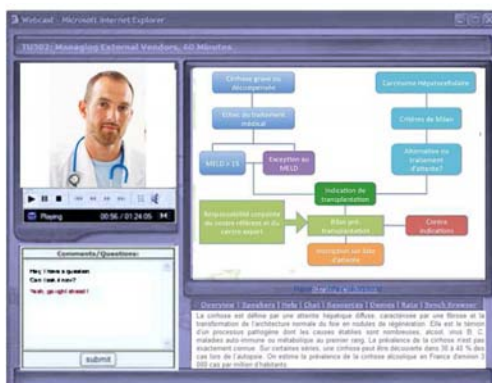 Webcast - Microsoft Internet Explorer
TU302: Managing External Vendors, 60 Minutes
Cirrhose grave ou
décompensée
Echec du traitement
médical
MELD > 15
Exception au
MELD
Carcinome Hépatocellulaire
Critères de Milan
Alternative ou
traitement
d'attente?
Indication de
transplantation
Responsabilité conjointe
du centre référent et du
centre expert
Bilan pré-
transplantation
Contre
indications
Inscription sur liste
d'attente
Playing
00:56 / 01:24:05
Comments/Questions:
Hey, I have a question
Can I ask it now?
Yeah, go right ahead!
submit
Overview | Speakers | Help | Chat | Resources | Demos | Rate | Bench Browser
La cirrhose est définie par une atteinte hépatique diffuse, caractérisée par une fibrose et la
transformation de l'architecture normale du foie en nodules de régénération. Elle est le témoin
d'un processus pathogène dont les causes établis sont nombreuses, alcool, virus B, C,
maladies auto-immune ou métabolique au premier rang. La prévalence de la cirrhose n'est pas
exactement connue. Sur certaines séries, une cirrhose peut être découverte dans 30 à 40 % des
cas lors de l'autopsie. On estime la prévalence de la cirrhose alcoolique en France d'environ 3
000 cas par million d'habitants